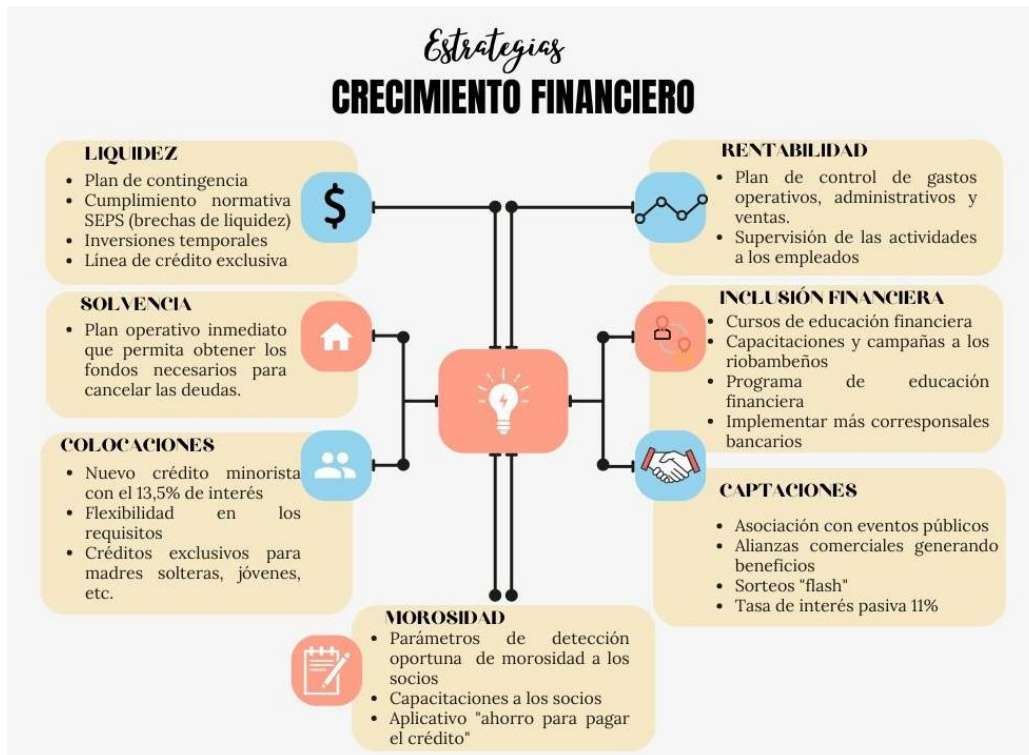 Estrategias
CRECIMIENTO FINANCIERO
LIQUIDEZ
• Plan de contingencia
• Cumplimiento normativa
SEPS (brechas de liquidez)
• Inversiones temporales
• Línea de crédito exclusiva
$
SOLVENCIA
• Plan operativo inmediato
que permita obtener los
fondos necesarios para
cancelar las deudas.
COLOCACIONES
• Nuevo crédito minorista
con el 13,5% de interés
• Flexibilidad en los
requisitos
• Créditos exclusivos para
madres solteras, jóvenes,
etc.
RENTABILIDAD
• Plan de control de gastos
operativos, administrativos y
ventas.
• Supervisión de las actividades
a los empleados
INCLUSIÓN FINANCIERA
• Cursos de educación financiera
• Capacitaciones y campañas a los
riobambeños
• Programa de educación
financiera
• Implementar más corresponsales
bancarios
CAPTACIONES
• Asociación con eventos públicos
• Alianzas comerciales generando
beneficios
• Sorteos "flash"
• Tasa de interés pasiva 11%
MOROSIDAD
• Parámetros de detección
oportuna de morosidad a los
socios
• Capacitaciones a los socios
• Aplicativo "ahorro para pagar
el crédito"